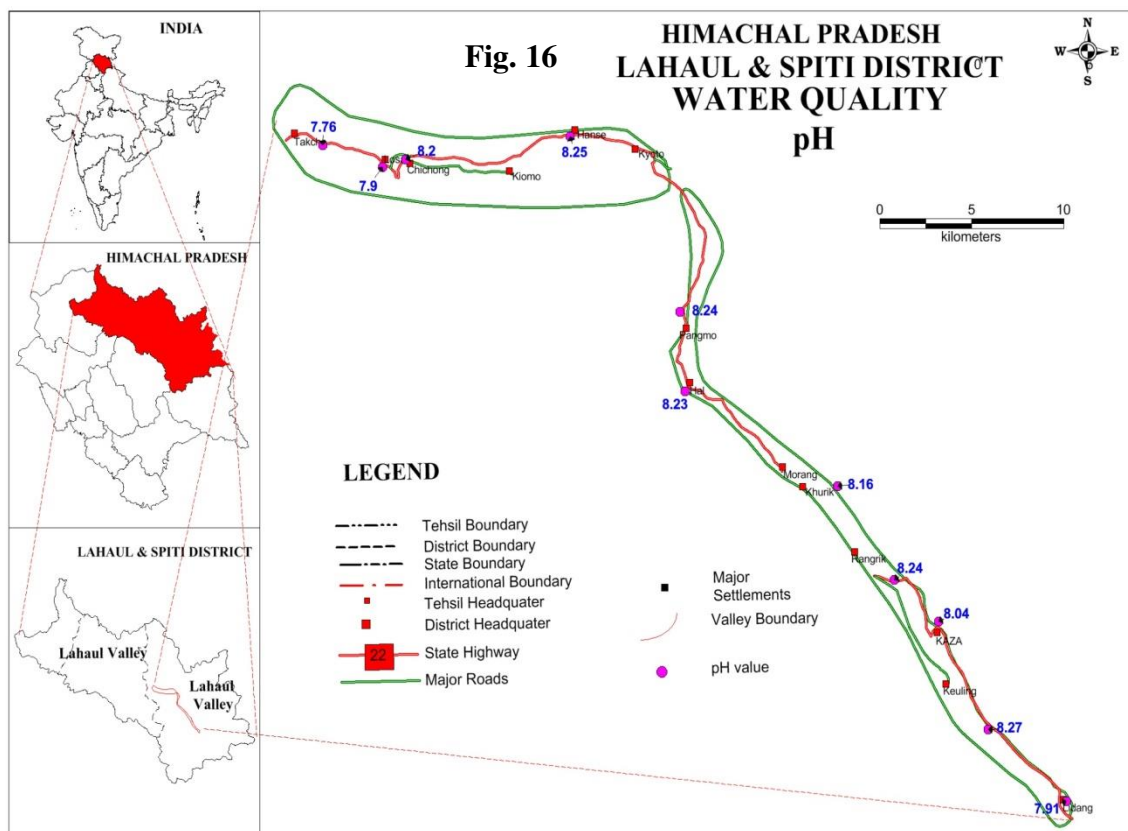 INDIA
HIMACHAL PRADESH
LAHAUL & SPITI DISTRICT
Lahaul Valley
Lahaul
Valley
Fig. 16
HIMACHAL PRADESH
LAHAUL & SPITI DISTRICT
WATER QUALITY
pH
N
W
E
S
0
5
10
kilometers
Takcha
7.76
7.9
8.2
Chichong
Kiomo
8.25
Hanse
Kyoto
8.24
Pangmo
Hal
8.23
Morang
Khurik
8.16
Rangrik
8.24
8.04
KAZA
Keuling
8.27
7.91
LEGEND
Tehsil Boundary
District Boundary
State Boundary
International Boundary
Tehsil Headquater
District Headquater
22
State Highway
Major Roads
Major
Settlements
Valley Boundary
pH value